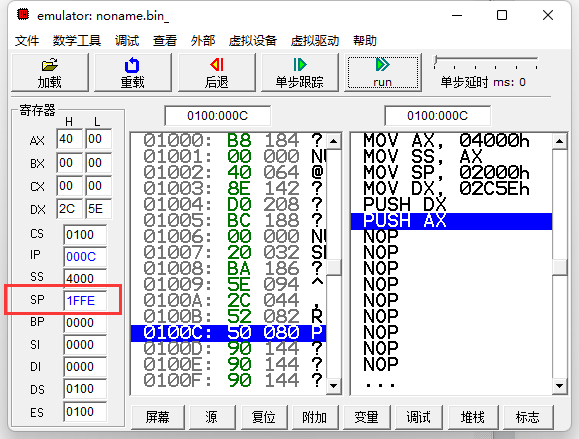 emulator: noname.bin_
文件 数学工具 调试 查看 外部 虚拟设备 虚拟驱动 帮助
加载 重载 后退 单步跟踪 run 单步延时 ms: 0
寄存器
H L
AX 40 00
BX 00 00
CX 00 00
DX 2C 5E
CS 0100
IP 000C
SS 4000
SP 1FFE
BP 0000
SI 0000
DI 0000
DS 0100
ES 0100
0100:000C
01000: B8 184 ?
01001: 00 000 NU
01002: 40 064 @
01003: 8E 142 ?
01004: D0 208 ?
01005: BC 188 ?
01006: 00 000 NU
01007: 20 032 SP
01008: BA 186 ?
01009: 5E 094 ^
0100A: 2C 044 ,
0100B: 52 082 R
0100C: 50 080 P
0100D: 90 144 ?
0100E: 90 144 ?
0100F: 90 144 ?
0100:000C
MOV AX, 04000h
MOV SS, AX
MOV SP, 02000h
MOV DX, 02C5Eh
PUSH DX
PUSH AX
NOP
NOP
NOP
NOP
NOP
NOP
NOP
NOP
NOP
...
屏幕 源 复位 附加 变量 调试 堆栈 标志